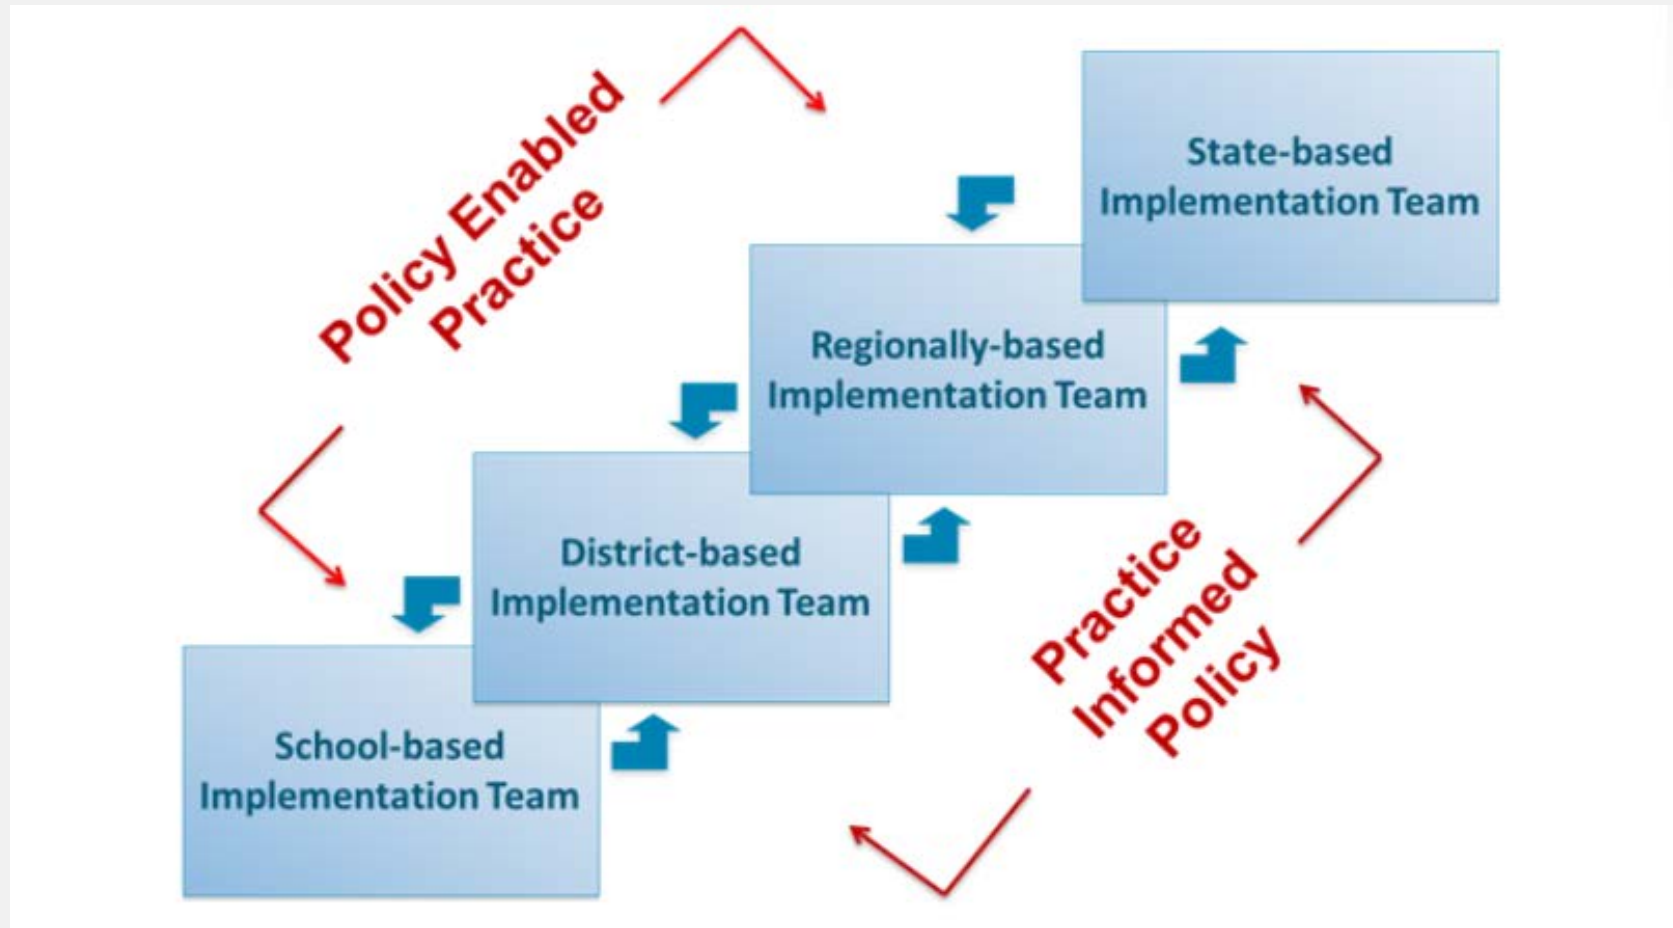 Policy Enabled
Practice
State-based
Implementation Team
Regionally-based
Implementation Team
District-based
Implementation Team
School-based
Implementation Team
Practice
Informed
Policy